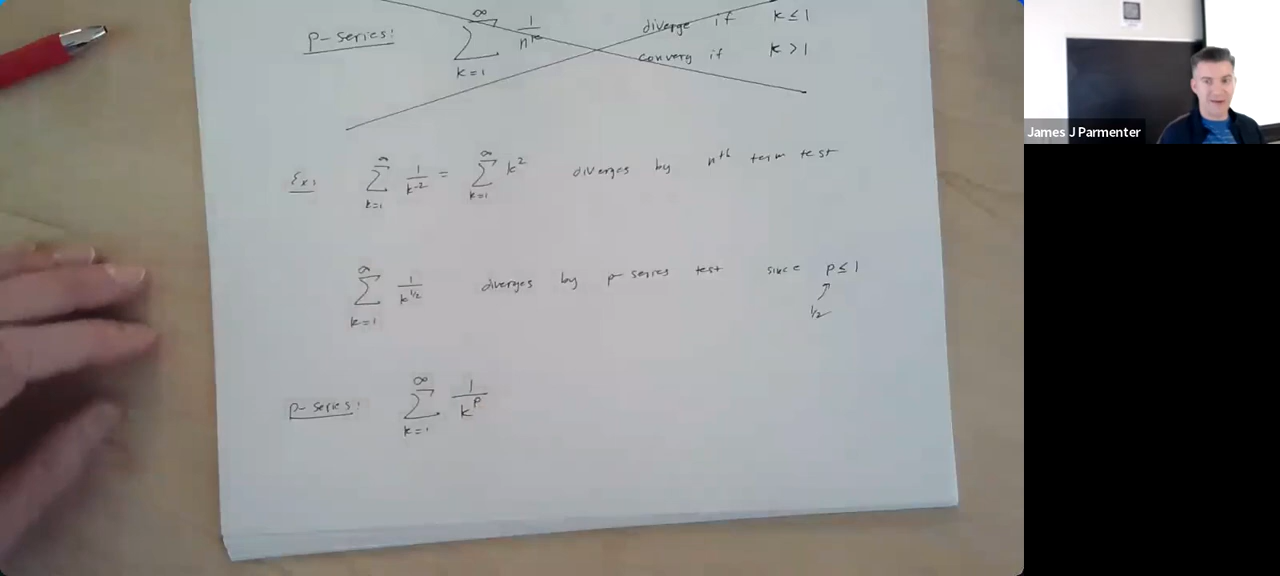 p-series: ∞ Σ k=1 1/n^k diverge if k ≤ 1
converg if k > 1
James J Parmenter
Ex: ∞ Σ k=1 1/k^-2 = ∞ Σ k=1 k^2 diverges by nth term test
∞ Σ k=1 1/k^1/2 diverges by p-series test since p ≤ 1
1/2
p-series: ∞ Σ k=1 1/k^p